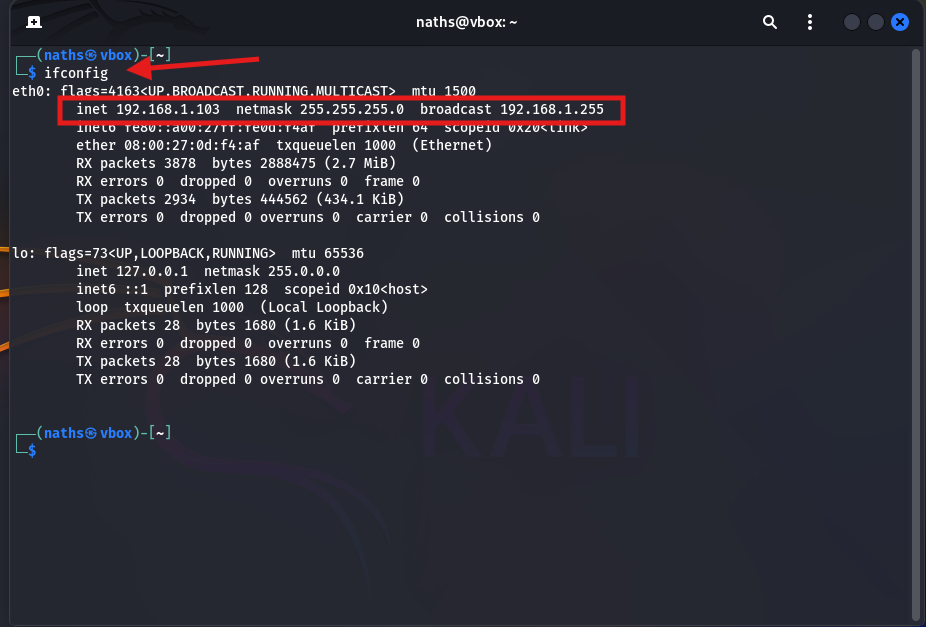 naths@vbox: ~
┌──(naths㉿vbox)-[~]
└─$ ifconfig
eth0: flags=4163<UP,BROADCAST,RUNNING,MULTICAST>  mtu 1500
inet 192.168.1.103  netmask 255.255.255.0  broadcast 192.168.1.255
inet6 fe80::a00:27ff:fe0d:f4af  prefixlen 64  scopeid 0x20<link>
ether 08:00:27:0d:f4:af  txqueuelen 1000  (Ethernet)
RX packets 3878  bytes 2888475 (2.7 MiB)
RX errors 0  dropped 0  overruns 0  frame 0
TX packets 2934  bytes 444562 (434.1 KiB)
TX errors 0  dropped 0 overruns 0  carrier 0  collisions 0
lo: flags=73<UP,LOOPBACK,RUNNING>  mtu 65536
inet 127.0.0.1  netmask 255.0.0.0
inet6 ::1  prefixlen 128  scopeid 0x10<host>
loop  txqueuelen 1000  (Local Loopback)
RX packets 28  bytes 1680 (1.6 KiB)
RX errors 0  dropped 0  overruns 0  frame 0
TX packets 28  bytes 1680 (1.6 KiB)
TX errors 0  dropped 0 overruns 0  carrier 0  collisions 0
┌──(naths㉿vbox)-[~]
└─$
KALI